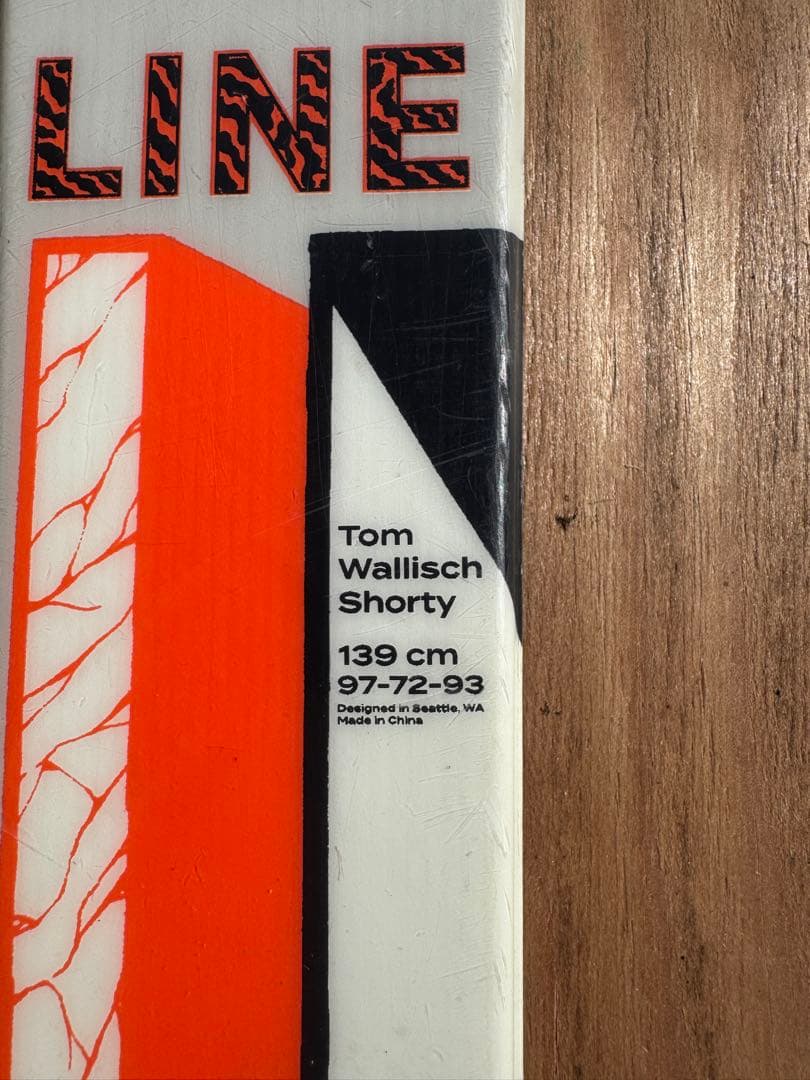 LINE
Tom
Wallisch
Shorty
139 cm
97-72-93
Designed in Seattle, WA
Made in China